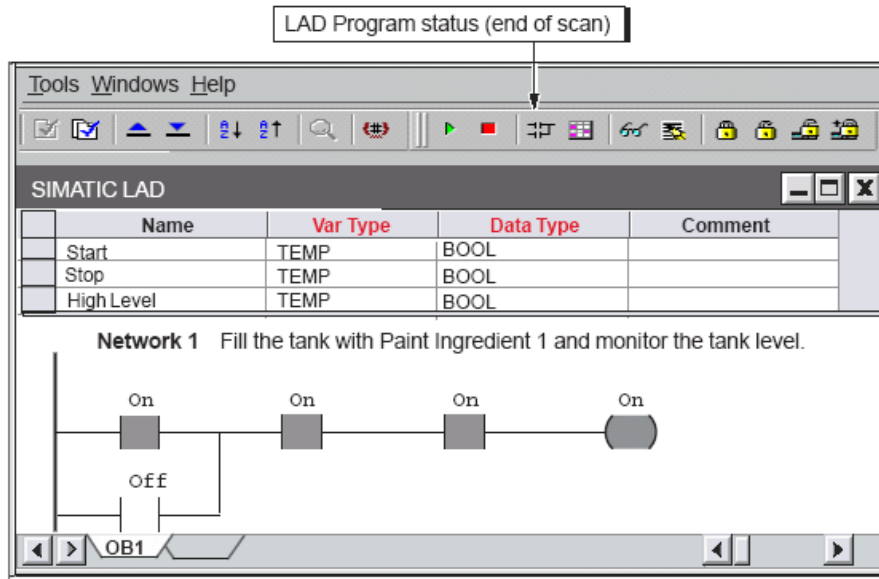 LAD Program status (end of scan)
Tools Windows Help
SIMATIC LAD
Name Var Type Data Type Comment
Start TEMP BOOL
Stop TEMP BOOL
High Level TEMP BOOL
Network 1 Fill the tank with Paint Ingredient 1 and monitor the tank level.
On On On On
Off
OB1